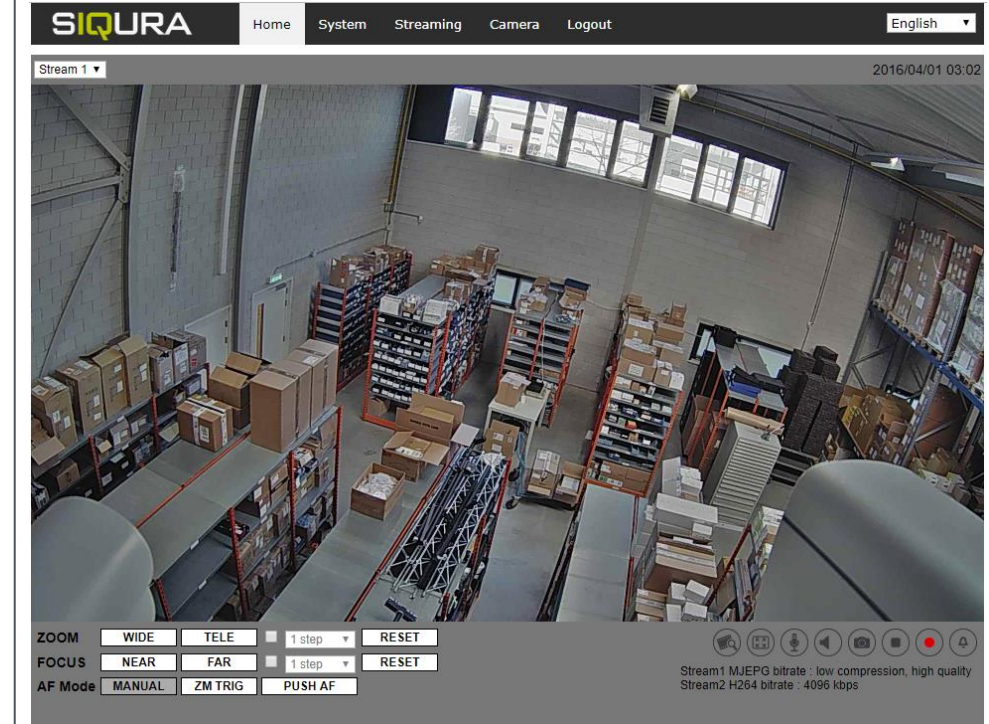 SIQURA Home System Streaming Camera Logout English
Stream 1 2016/04/01 03:02
ZOOM WIDE TELE 1 step RESET
FOCUS NEAR FAR 1 step RESET
AF Mode MANUAL ZM TRIG PUSH AF
Stream1 MJEPG bitrate : low compression, high quality
Stream2 H264 bitrate : 4096 kbps